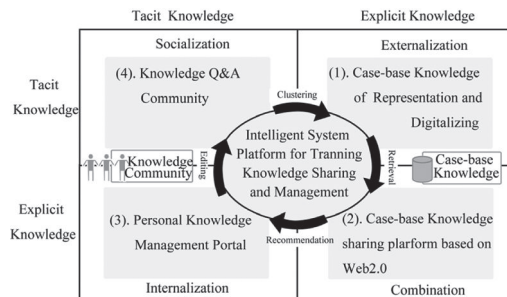 Tacit Knowledge
Explicit Knowledge
Socialization
Externalization
Tacit
Knowledge
(4). Knowledge Q&A
Community
(1). Case-base Knowledge
of Representation and
Digitalizing
Clustering
Intelligent System
Platform for Tranning
Knowledge Sharing
and Management
Editing
Retrieval
Knowledge
Community
Case-base
Knowledge
Explicit
Knowledge
(3). Personal Knowledge
Management Portal
Recommendation
(2). Case-base Knowledge
sharing plarform based on
Web2.0
Internalization
Combination